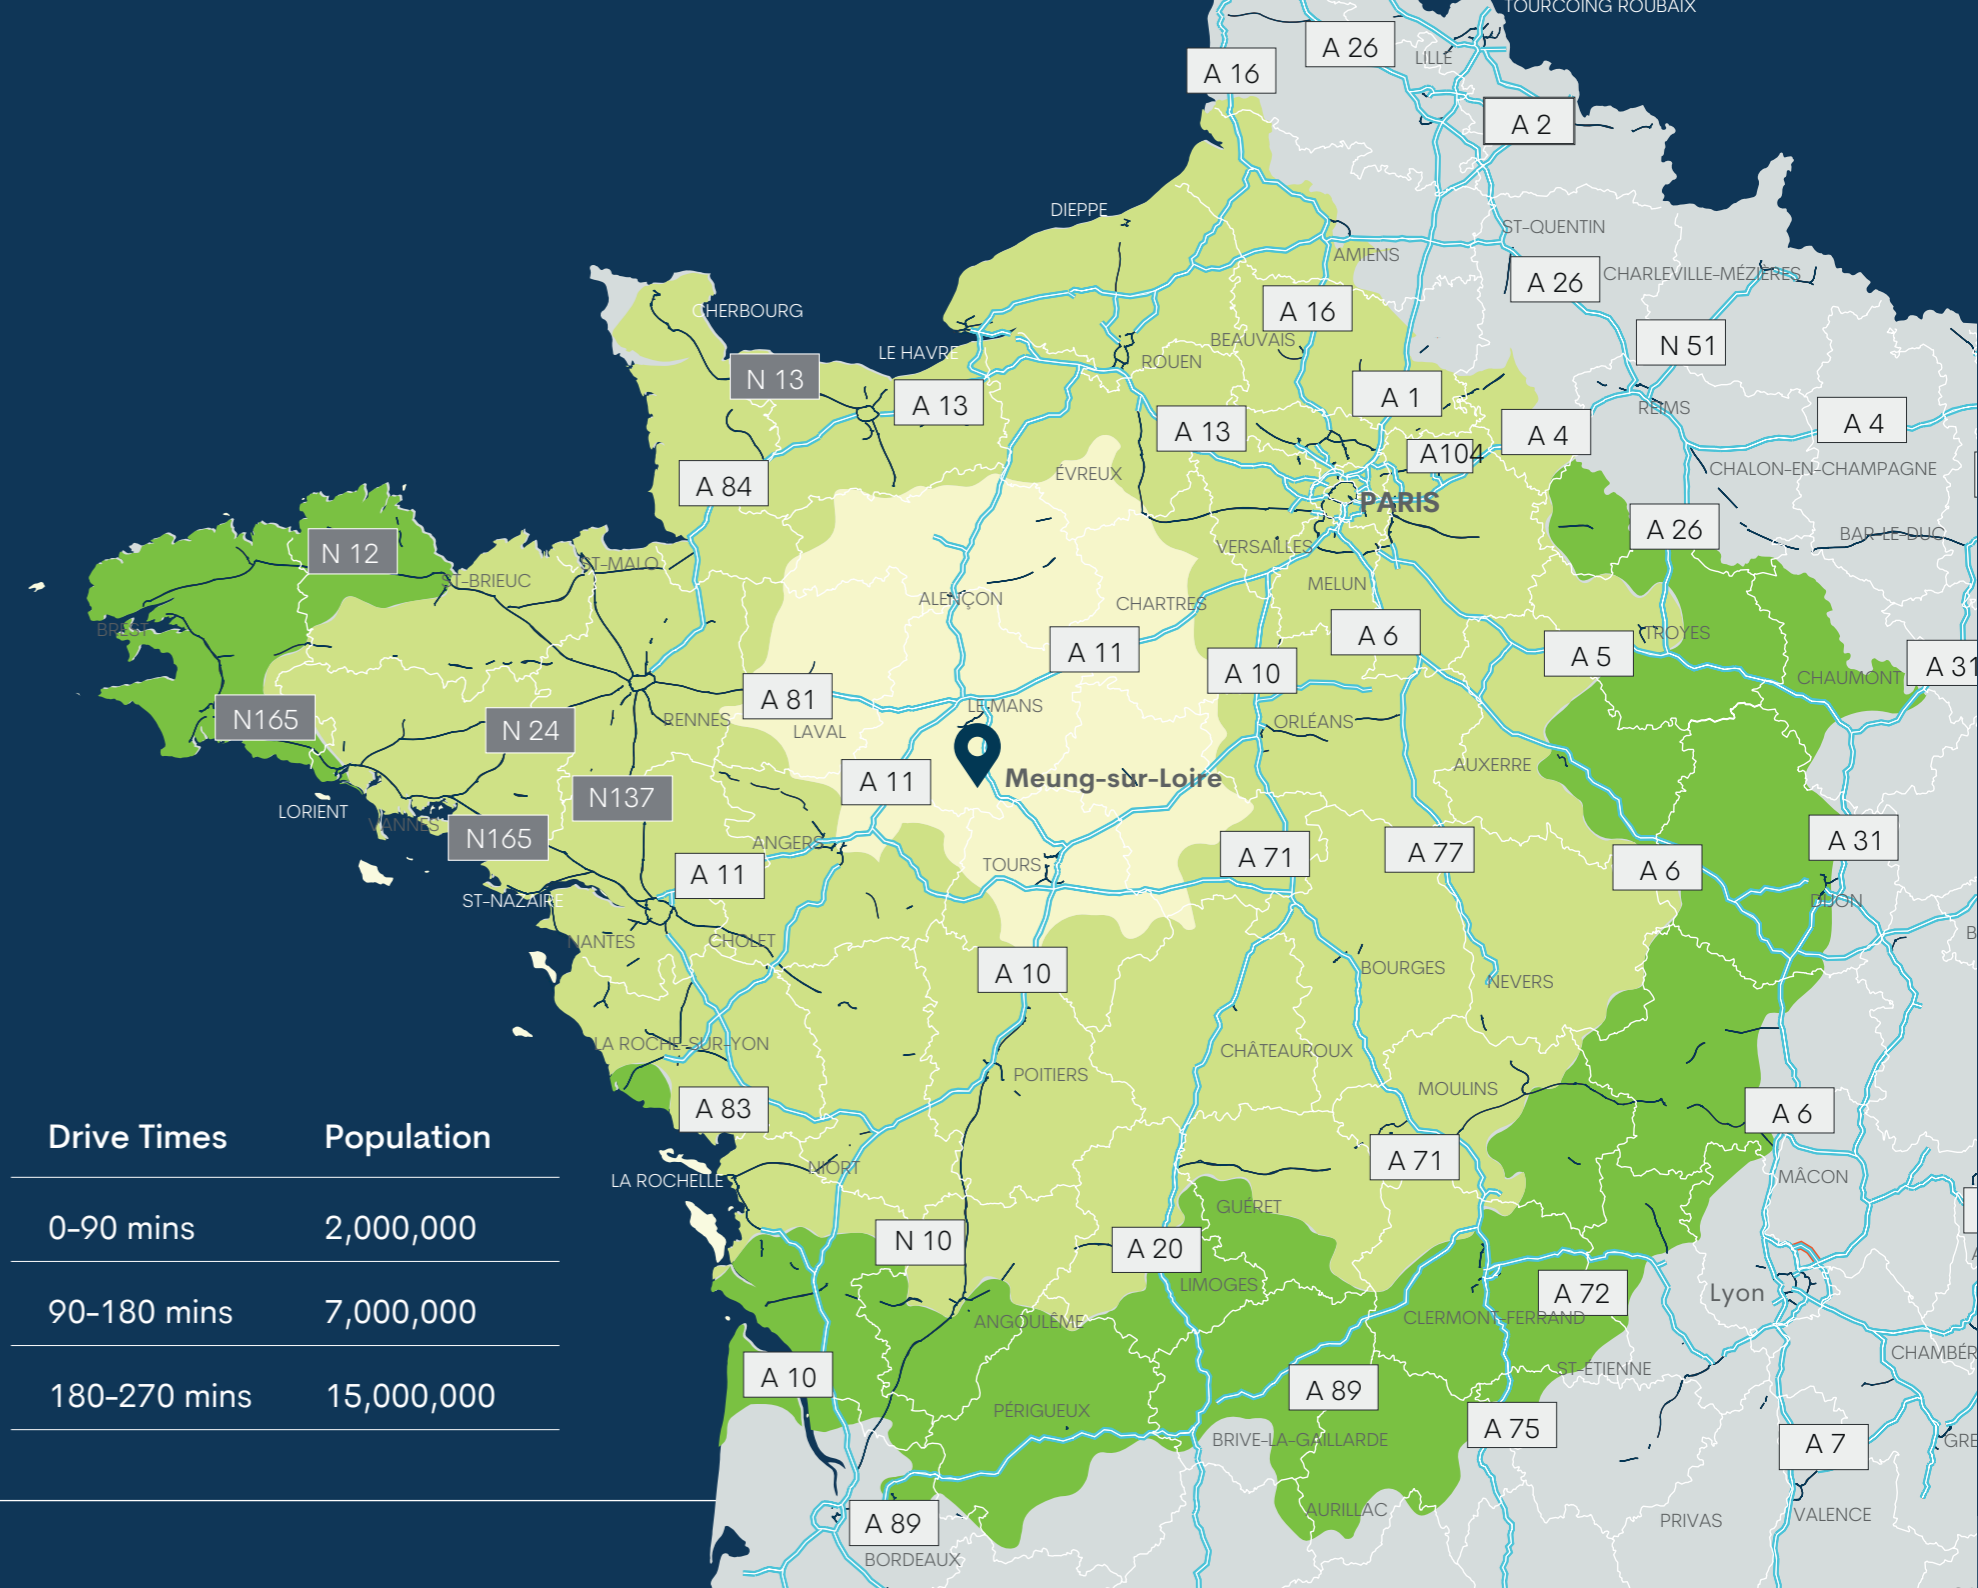 TOURCOING ROUBAIX
A 26
LILLE
A 16
A 2
DIEPPE
ST-QUENTIN
AMIENS
A 26
CHARLEVILLE-MÉZIÈRES
CHERBOURG
A 16
BEAUVAIS
N 51
LE HAVRE
ROUEN
N 13
A 13
A 1
REIMS
A 13
A 4
A 4
A104
CHALON-EN-CHAMPAGNE
ÉVREUX
A 84
PARIS
A 26
BAR-LE-DUC
N 12
VERSAILLES
ST-MALO
ST-BRIEUC
MELUN
ALENÇON
CHARTRES
BREST
A 6
TROYES
A 11
A 5
A 31
A 10
CHAUMONT
A 81
LE-MANS
N165
RENNES
ORLÉANS
N 24
LAVAL
AUXERRE
Meung-sur-Loire
A 11
N137
LORIENT
VANNES
N165
A 31
ANGERS
A 71
A 77
TOURS
A 6
A 11
ST-NAZAIRE
DIJON
NANTES
CHOLET
B
A 10
BOURGES
NEVERS
LA ROCHE-SUR-YON
CHÂTEAUROUX
POITIERS
MOULINS
A 83
A 6
Drive Times Population
A 71
NIORT
MÂCON
LA ROCHELLE
GUÉRET
0-90 mins 2,000,000
N 10
A 20
LIMOGES
A 72
Lyon
90-180 mins 7,000,000
ANGOULÊME
CLERMONT-FERRAND
CHAMBÉR
ST-ETIENNE
A 10
A 89
180-270 mins 15,000,000
PÉRIGUEUX
A 75
BRIVE-LA-GAILLARDE
A 7
GRE
AURILLAC
VALENCE
PRIVAS
A 89
BORDEAUX